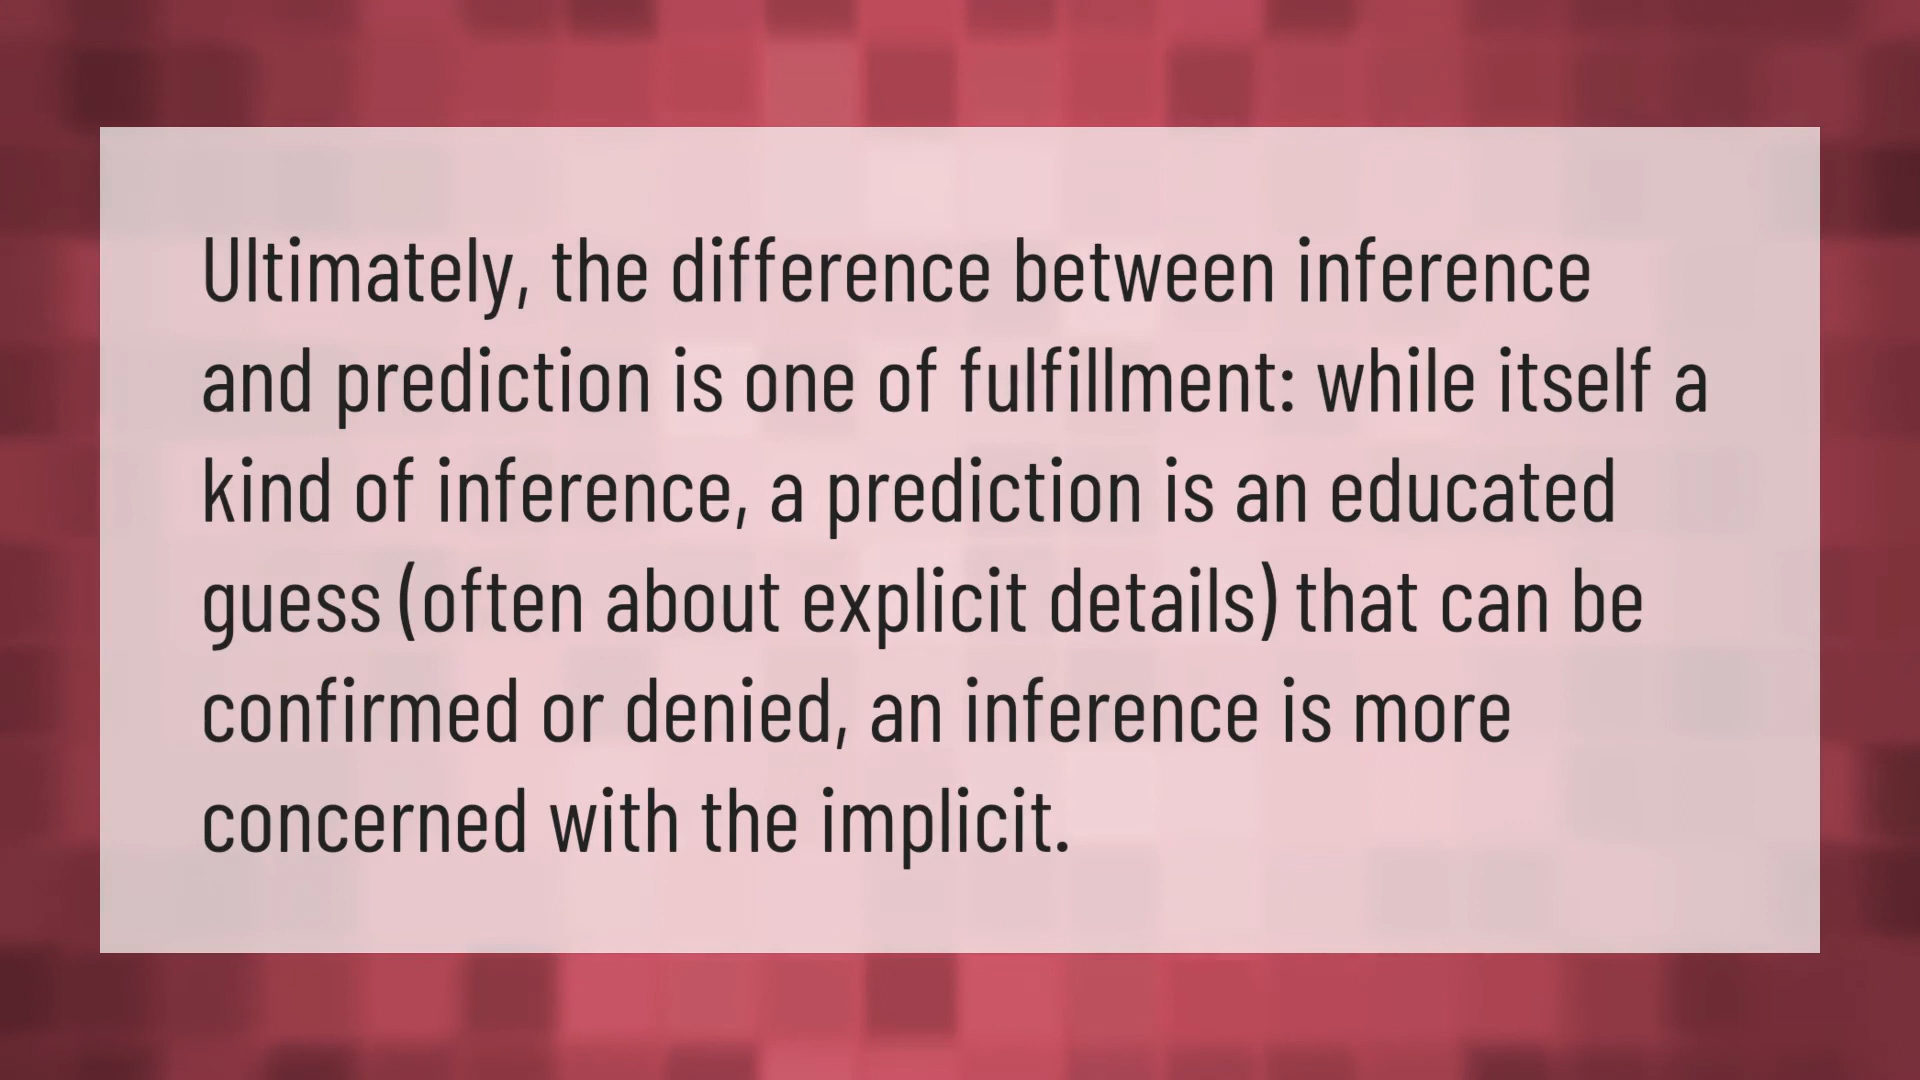 Ultimately, the difference between inference
and prediction is one of fulfillment: while itself a
kind of inference, a prediction is an educated
guess (often about explicit details) that can be
confirmed or denied, an inference is more
concerned with the implicit.